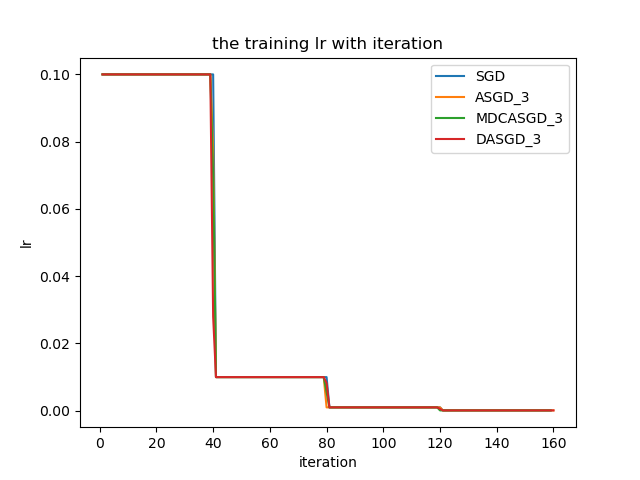 the training lr with iteration
SGD
ASGD_3
MDCASGD_3
DASGD_3
0.10
0.08
0.06
0.04
0.02
0.00
lr
0 20 40 60 80 100 120 140 160
iteration